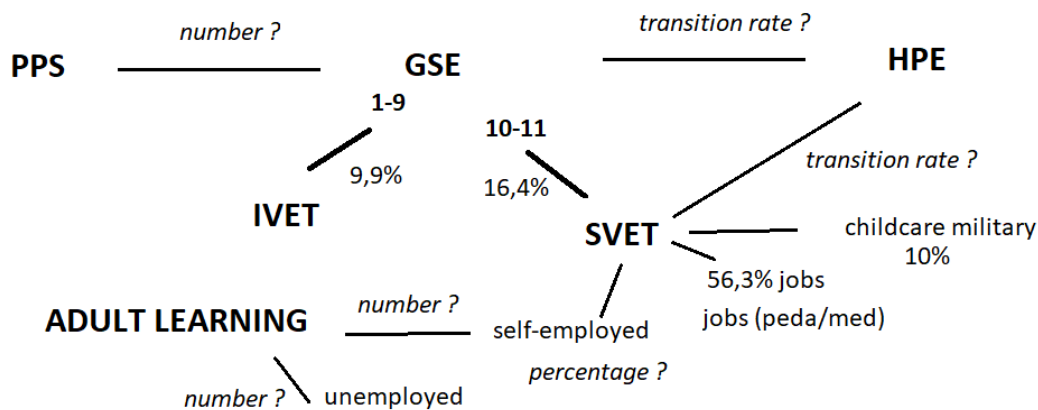 number ?
transition rate ?
PPS
GSE
HPE
1-9
10-11
transition rate ?
9,9%
16,4%
IVET
SVET
childcare military
10%
56,3% jobs
jobs (peda/med)
ADULT LEARNING
number ?
self-employed
percentage ?
number ?
unemployed